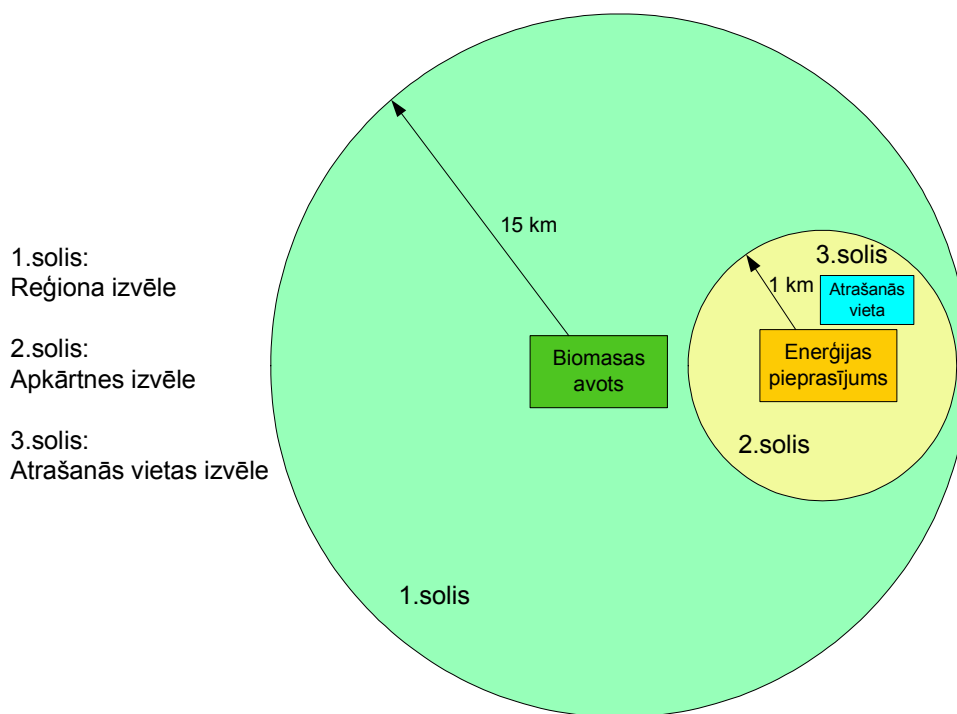 1.solis:
Reģiona izvēle
2.solis:
Apkārtnes izvēle
3.solis:
Atrašanās vietas izvēle
15 km
3.solis
1 km
Atrašanās
vieta
Biomasas
avots
Enerģijas
pieprasījums
2.solis
1.solis